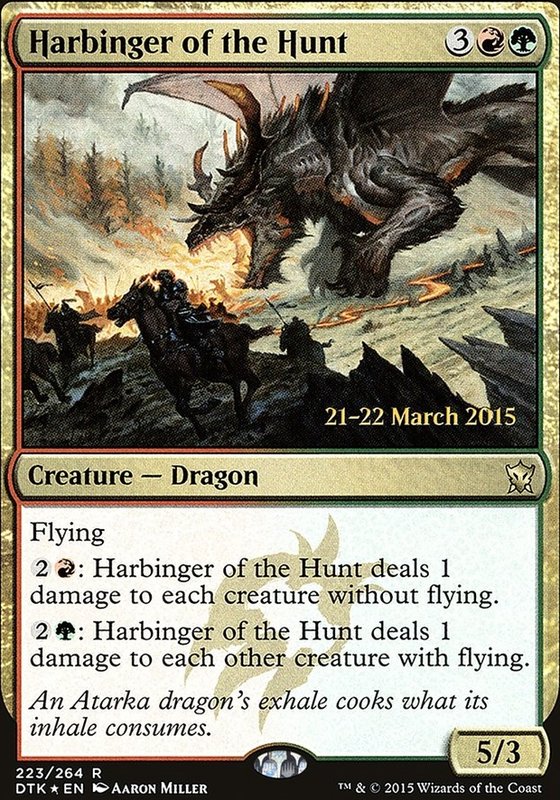 Harbinger of the Hunt 3
21–22 March 2015
Creature — Dragon
Flying
2: Harbinger of the Hunt deals 1
damage to each creature without flying.
2: Harbinger of the Hunt deals 1
damage to each other creature with flying.
An Atarka dragon's exhale cooks what its
inhale consumes.
5/3
223/264 R
DTK ★ EN Aaron Miller
™ & © 2015 Wizards of the Coast